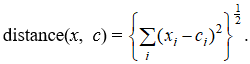 distance(x, c) = { ∑_i (x_i − c_i)^2 }^{1/2}.